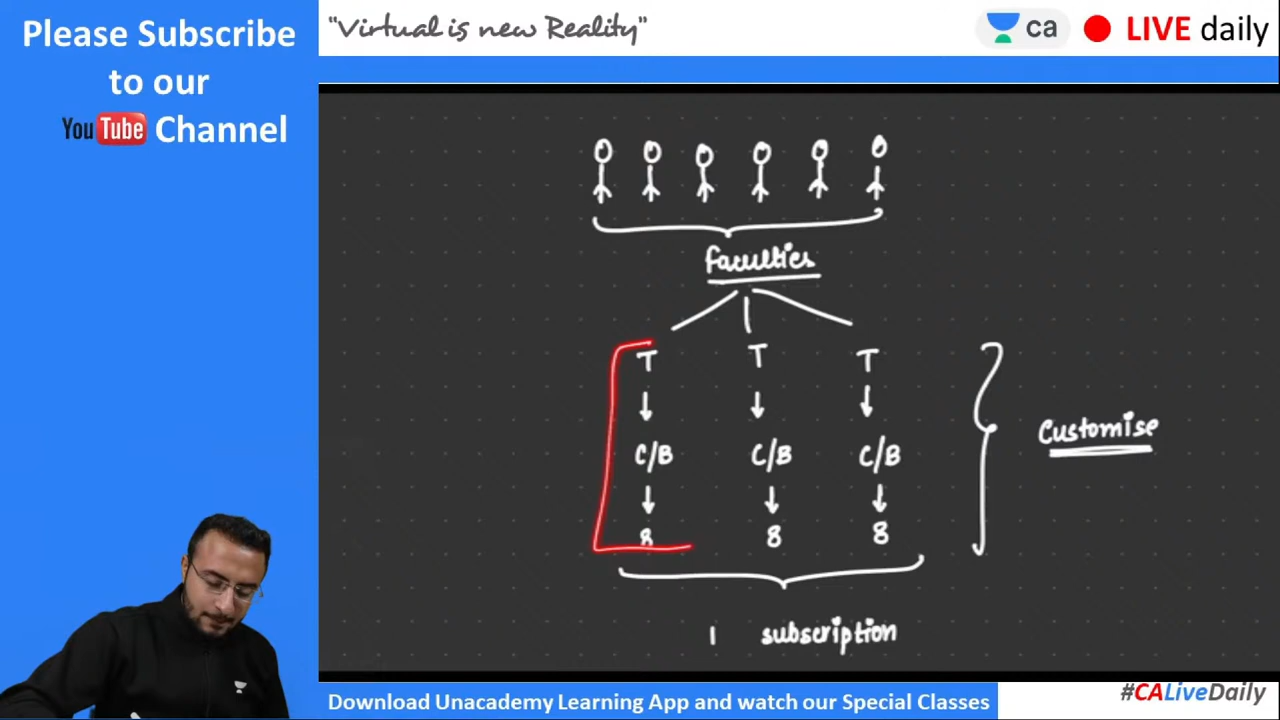 Please Subscribe
to our
YouTube Channel
"Virtual is new Reality"
ca
LIVE daily
Faculties
T T T
C/B C/B C/B
8 8 8
Customise
1 subscription
Download Unacademy Learning App and watch our Special Classes
#CALiveDaily